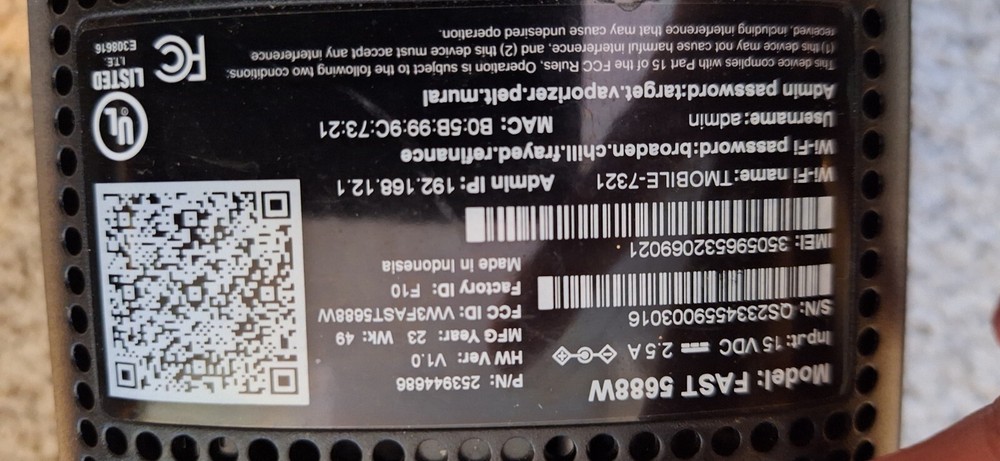 Model: FAST 5688W
Input: 15 VDC ⎓ 2.5 A
S/N: QS2334559003016
IMEI: 350596532069021
P/N: 253944686
HW Ver: V1.0
MFG Year: 23 Wk: 49
FCC ID: VW3FAST5688W
Factory ID: F10
Made in Indonesia
Wi-Fi name: TMOBILE-7321 Admin IP: 192.168.12.1
Wi-Fi password:broaden.chill.frayed.refinance
Username: admin MAC: B0:5B:99:9C:73:21
Admin password:target.vaporizer.pelt.mural
This device complies with Part 15 of the FCC Rules, Operation is subject to the following two conditions:
(1) this device may not cause harmful interference, and (2) this device must accept any interference
received, including interference that may cause undesired operation.
UL
LISTED
I.T.E.
E308616
FC